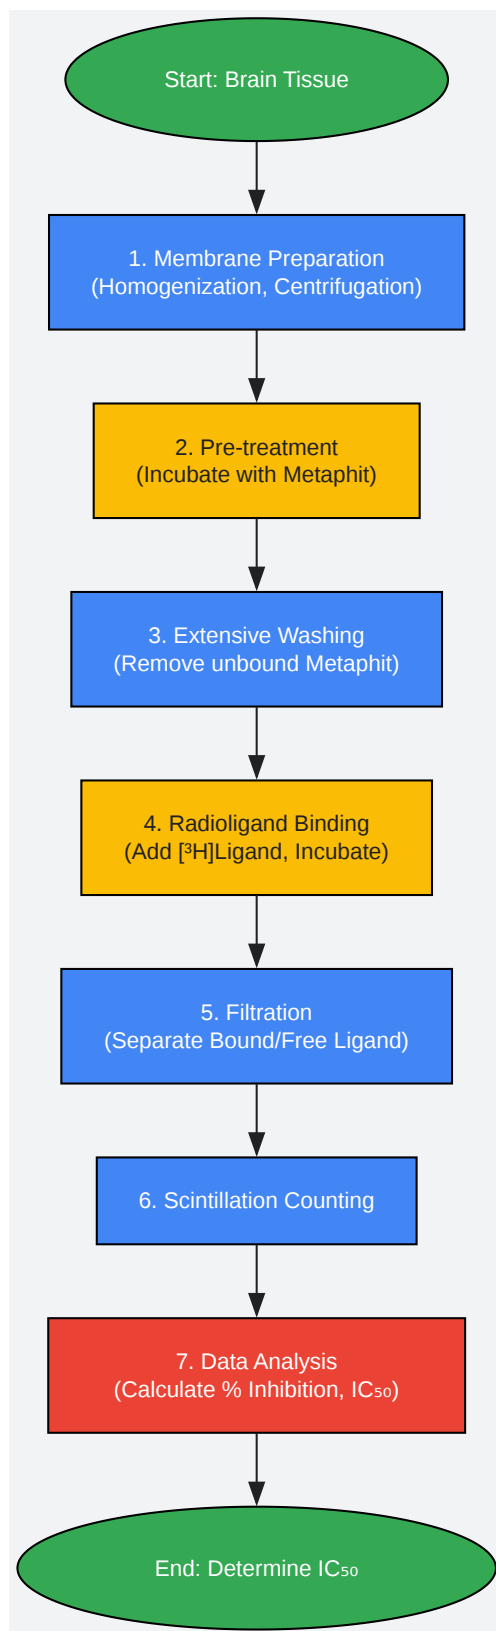 Start: Brain Tissue
1. Membrane Preparation
(Homogenization, Centrifugation)
2. Pre-treatment
(Incubate with Metaphit)
3. Extensive Washing
(Remove unbound Metaphit)
4. Radioligand Binding
(Add [³H]Ligand, Incubate)
5. Filtration
(Separate Bound/Free Ligand)
6. Scintillation Counting
7. Data Analysis
(Calculate % Inhibition, IC₅₀)
End: Determine IC₅₀